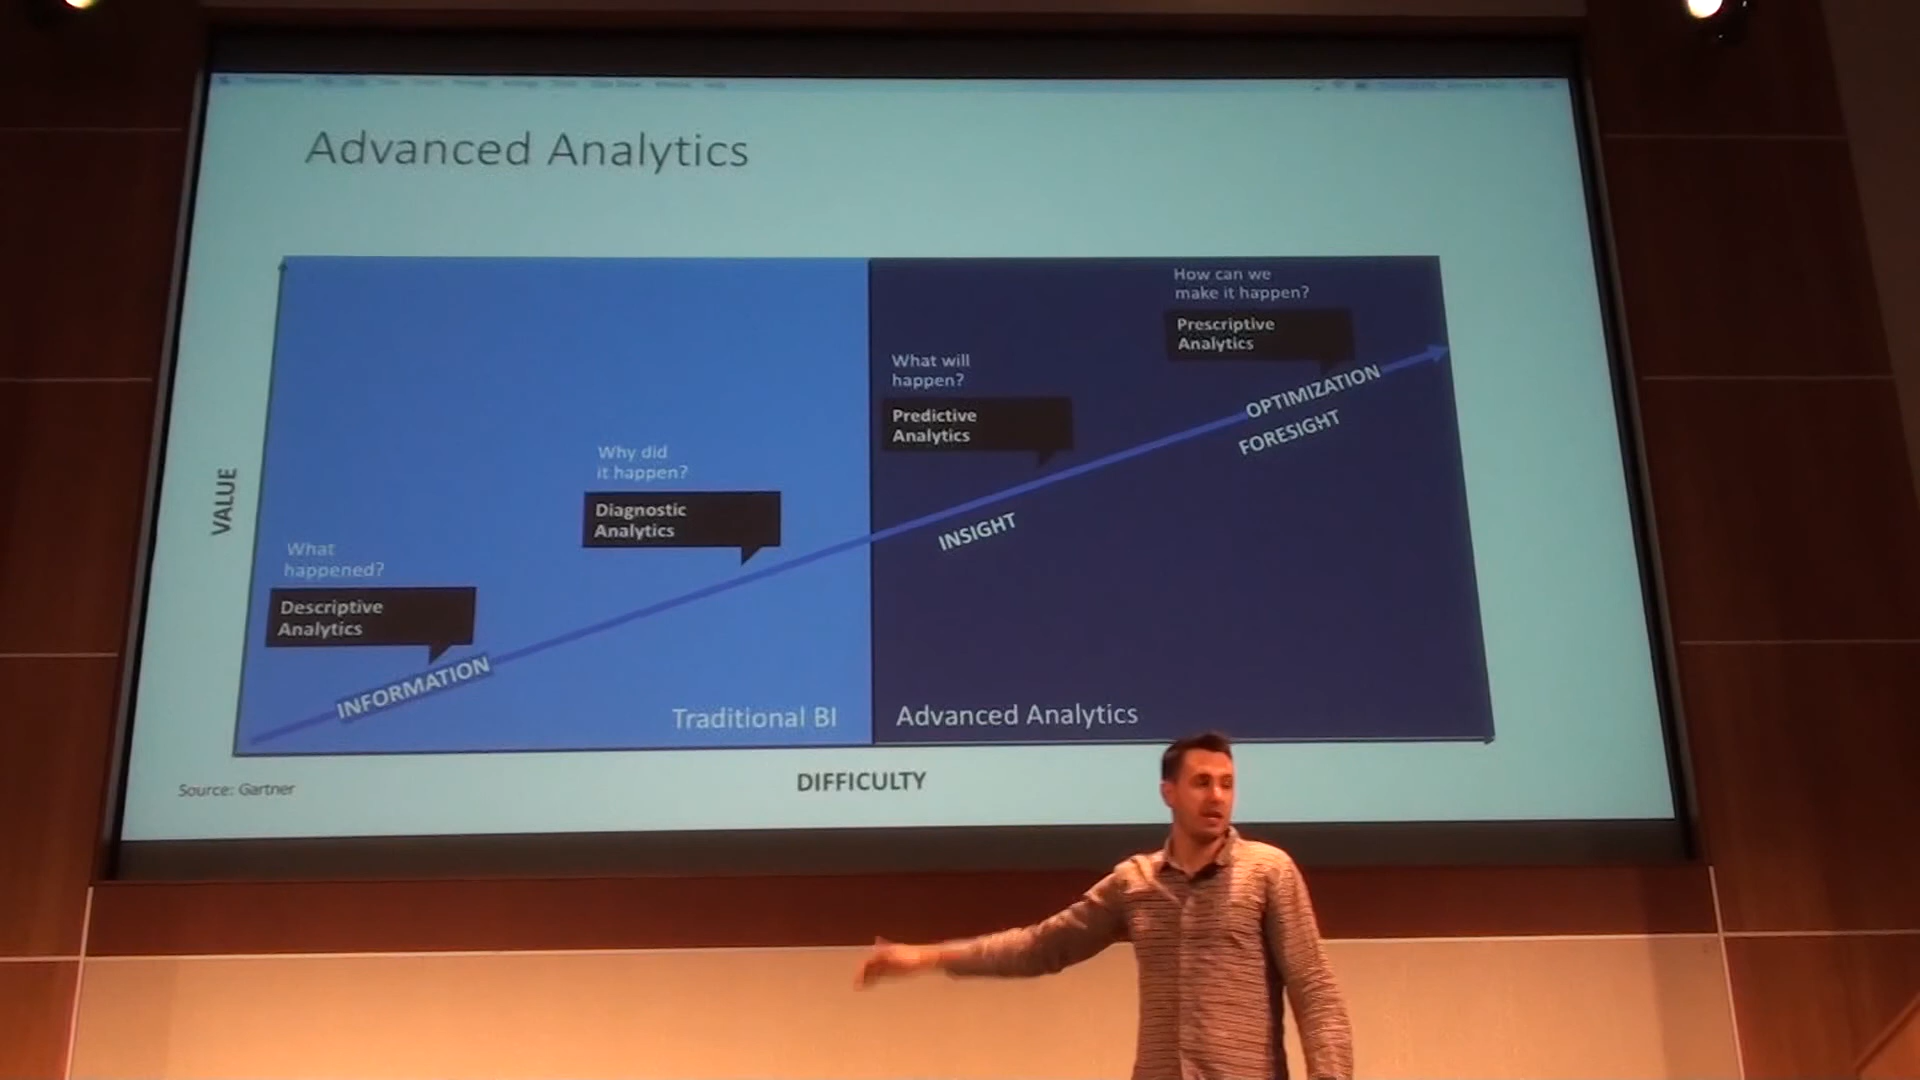 Advanced Analytics
How can we
make it happen?
Prescriptive
Analytics
What will
happen?
Predictive
Analytics
OPTIMIZATION
FORESIGHT
Why did
it happen?
Diagnostic
Analytics
INSIGHT
VALUE
What
happened?
Descriptive
Analytics
INFORMATION
Traditional BI
Advanced Analytics
DIFFICULTY
Source: Gartner